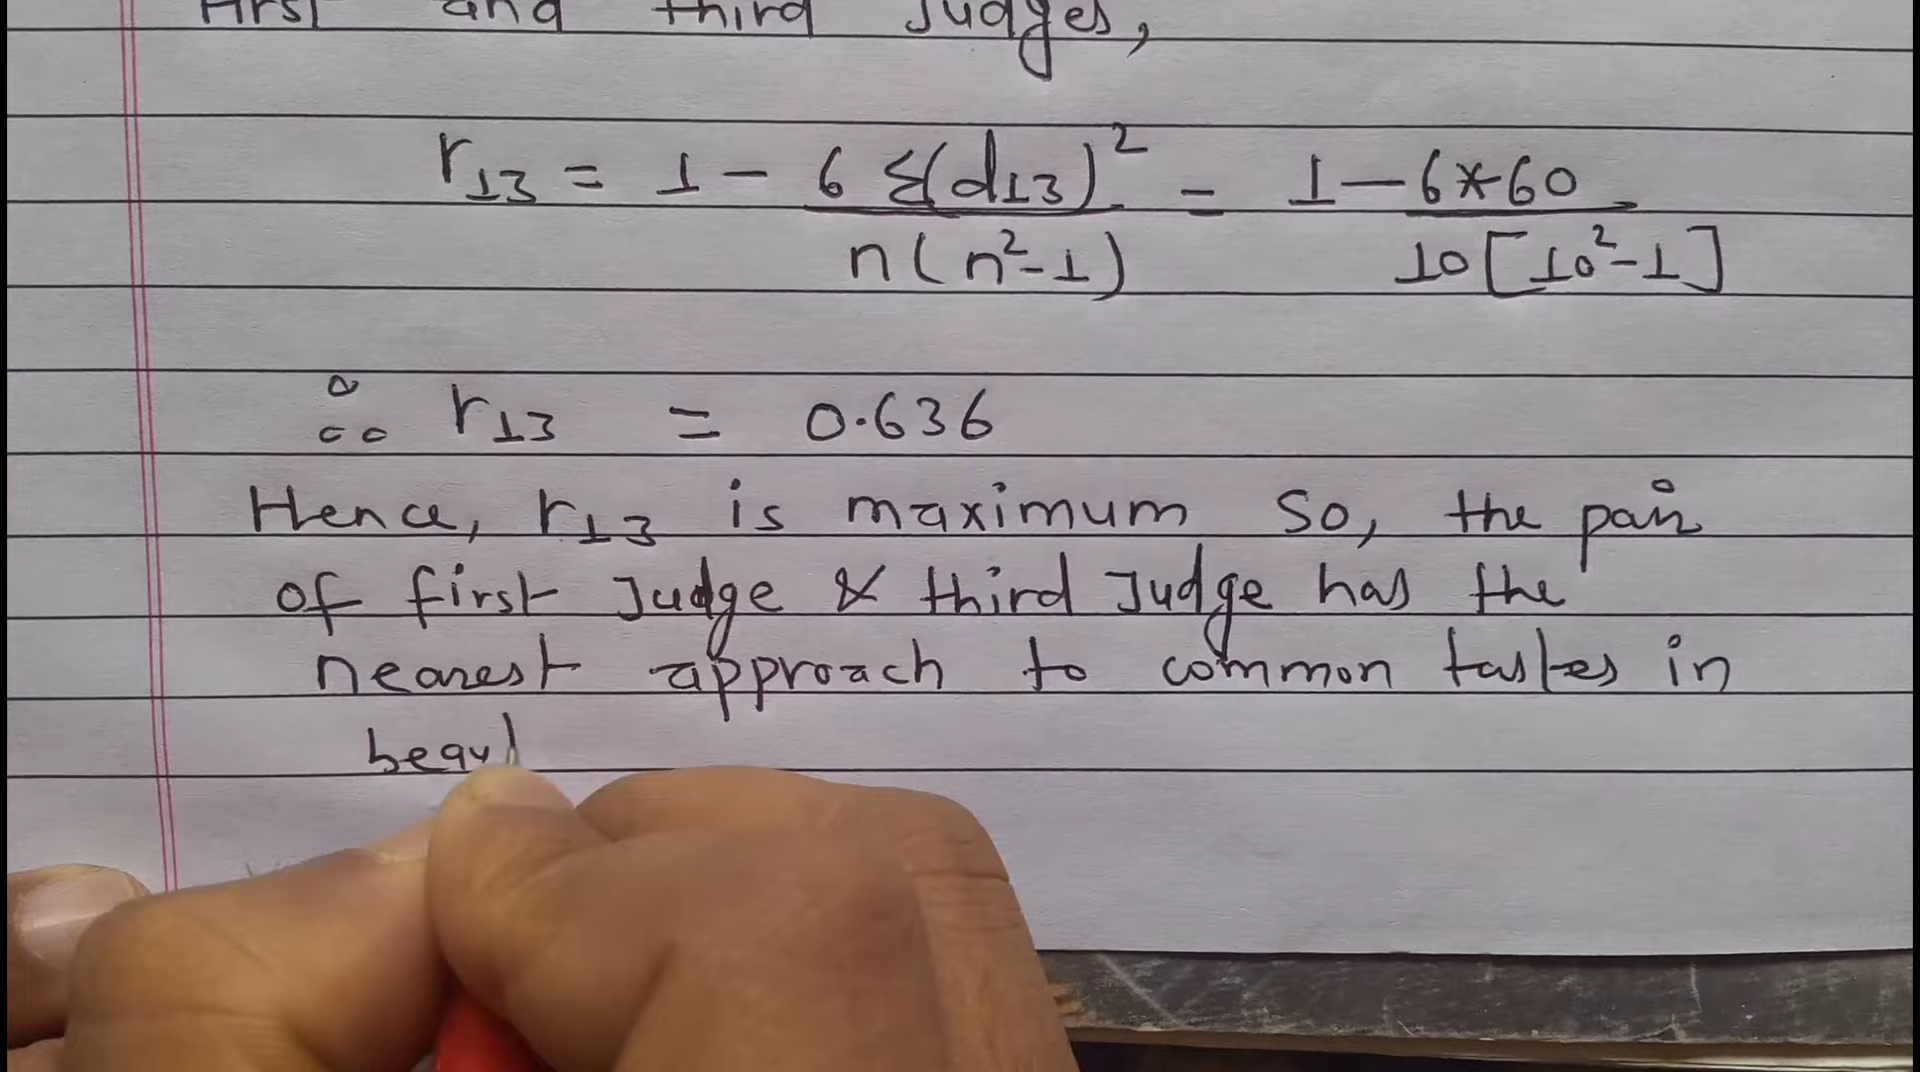 First and third Judges,
r13 = 1 - 6 Σ(d13)² / n(n²-1) = 1 - 6*60 / 10[10²-1]
∴ r13 = 0.636
Hence, r13 is maximum so, the pair
of first Judge & third Judge has the
nearest approach to common tastes in
beaut